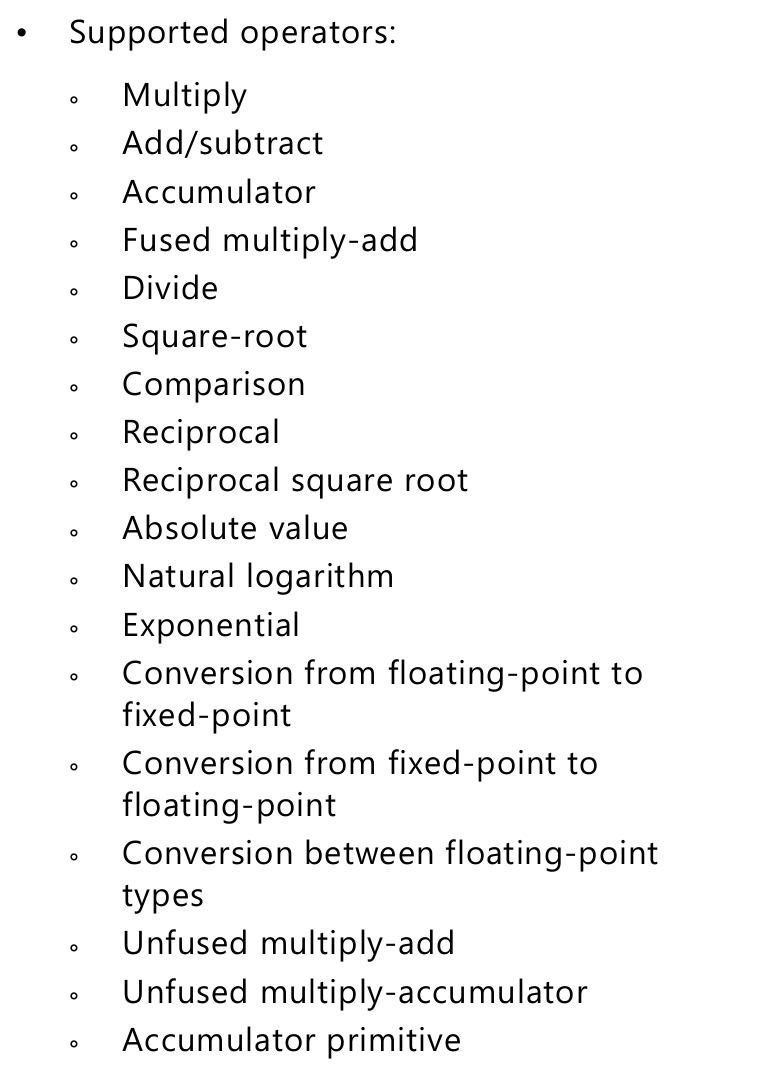 • Supported operators:
∘ Multiply
∘ Add/subtract
∘ Accumulator
∘ Fused multiply-add
∘ Divide
∘ Square-root
∘ Comparison
∘ Reciprocal
∘ Reciprocal square root
∘ Absolute value
∘ Natural logarithm
∘ Exponential
∘ Conversion from floating-point to
fixed-point
∘ Conversion from fixed-point to
floating-point
∘ Conversion between floating-point
types
∘ Unfused multiply-add
∘ Unfused multiply-accumulator
∘ Accumulator primitive